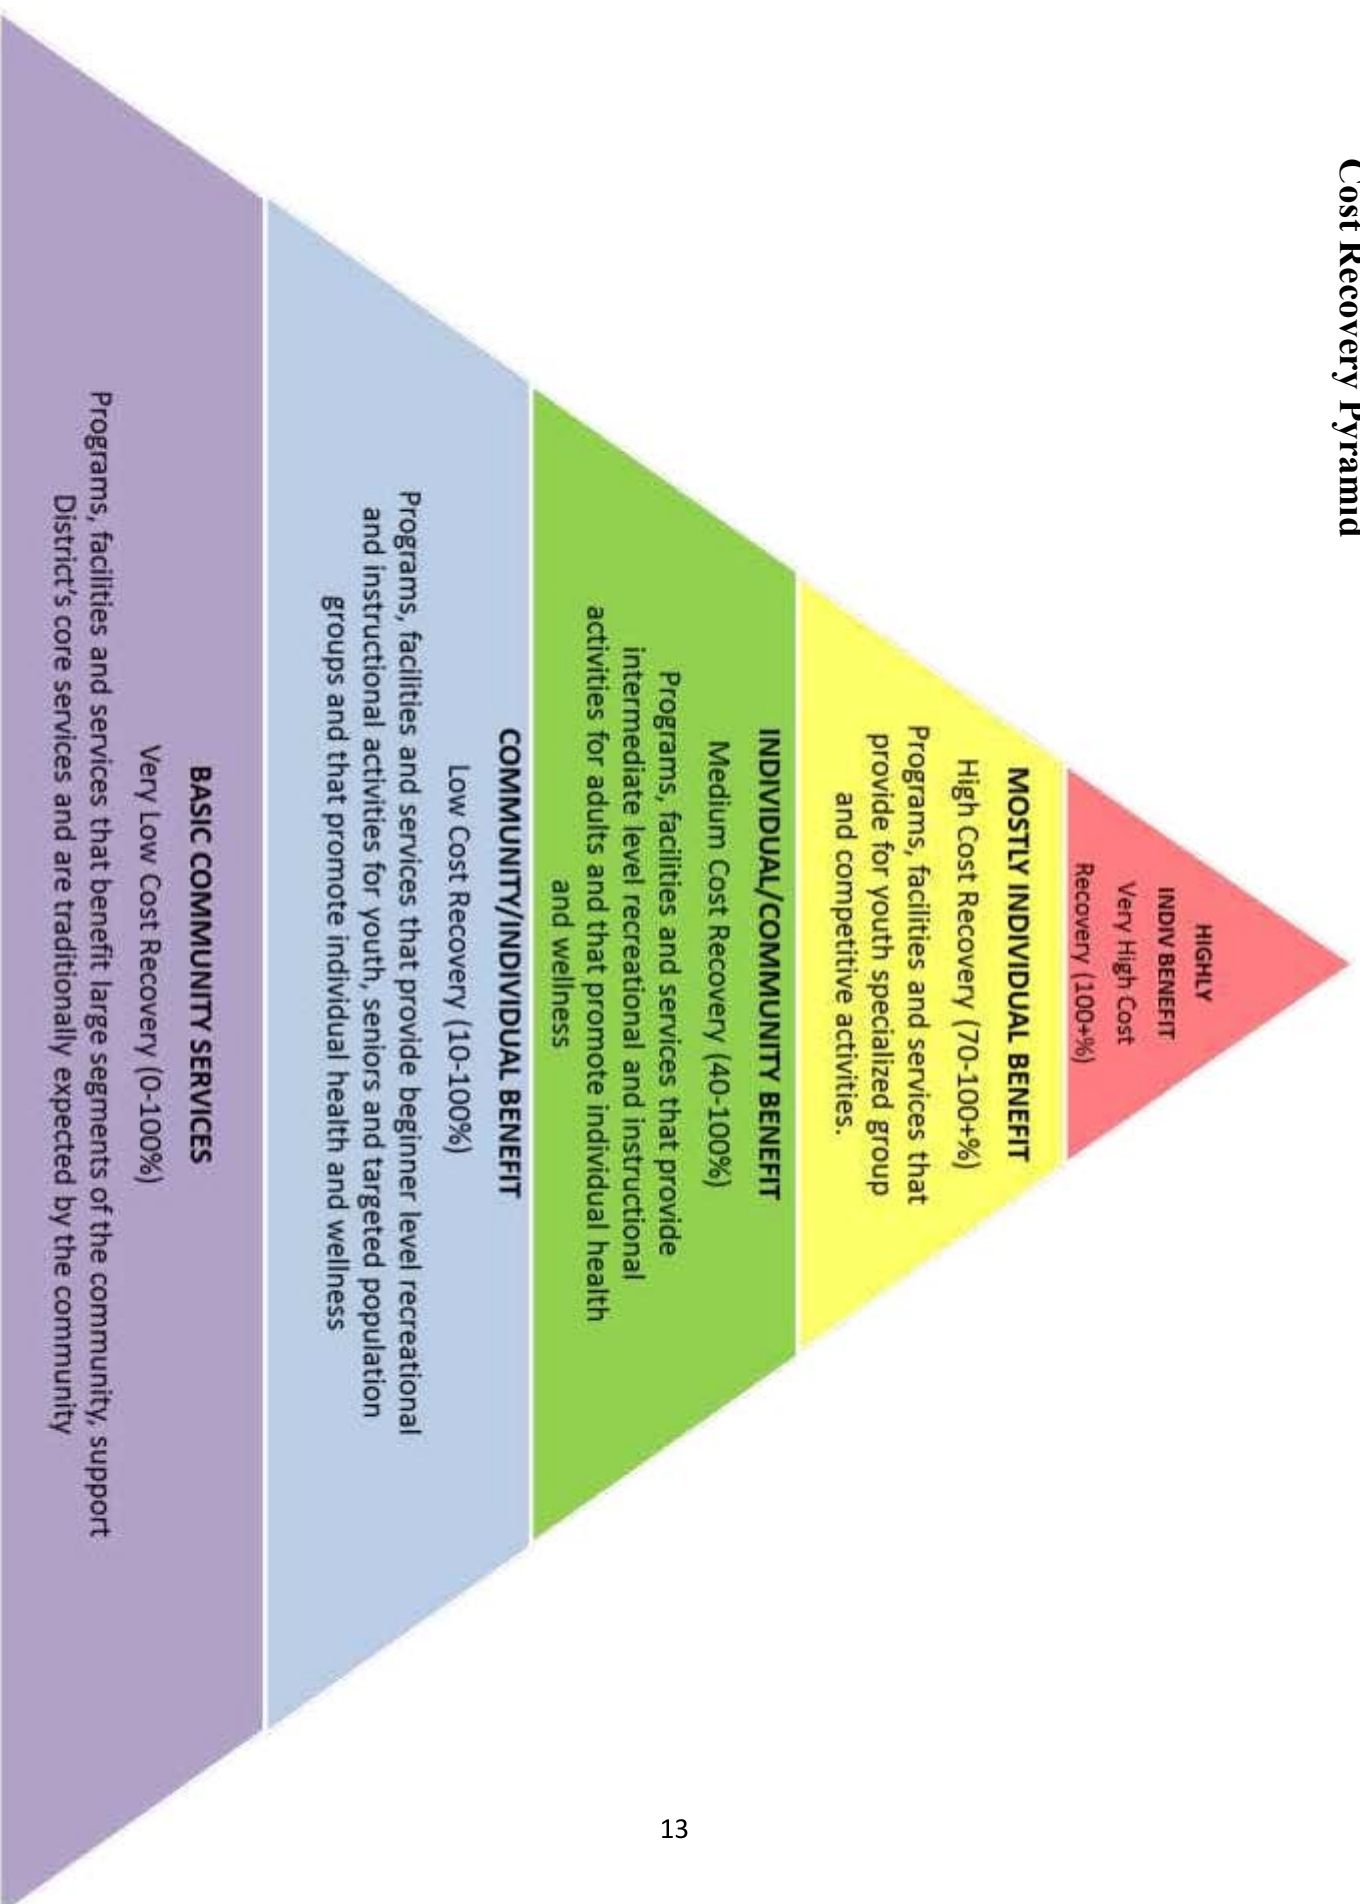 Cost Recovery Pyramid
HIGHLY
INDIV BENEFIT
Very High Cost
Recovery (100+%)
MOSTLY INDIVIDUAL BENEFIT
High Cost Recovery (70-100+%)
Programs, facilities and services that
provide for youth specialized group
and competitive activities.
INDIVIDUAL/COMMUNITY BENEFIT
Medium Cost Recovery (40-100%)
Programs, facilities and services that provide
intermediate level recreational and instructional
activities for adults and that promote individual health
and wellness
COMMUNITY/INDIVIDUAL BENEFIT
Low Cost Recovery (10-100%)
Programs, facilities and services that provide beginner level recreational
and instructional activities for youth, seniors and targeted population
groups and that promote individual health and wellness
BASIC COMMUNITY SERVICES
Very Low Cost Recovery (0-100%)
Programs, facilities and services that benefit large segments of the community, support
District’s core services and are traditionally expected by the community
13